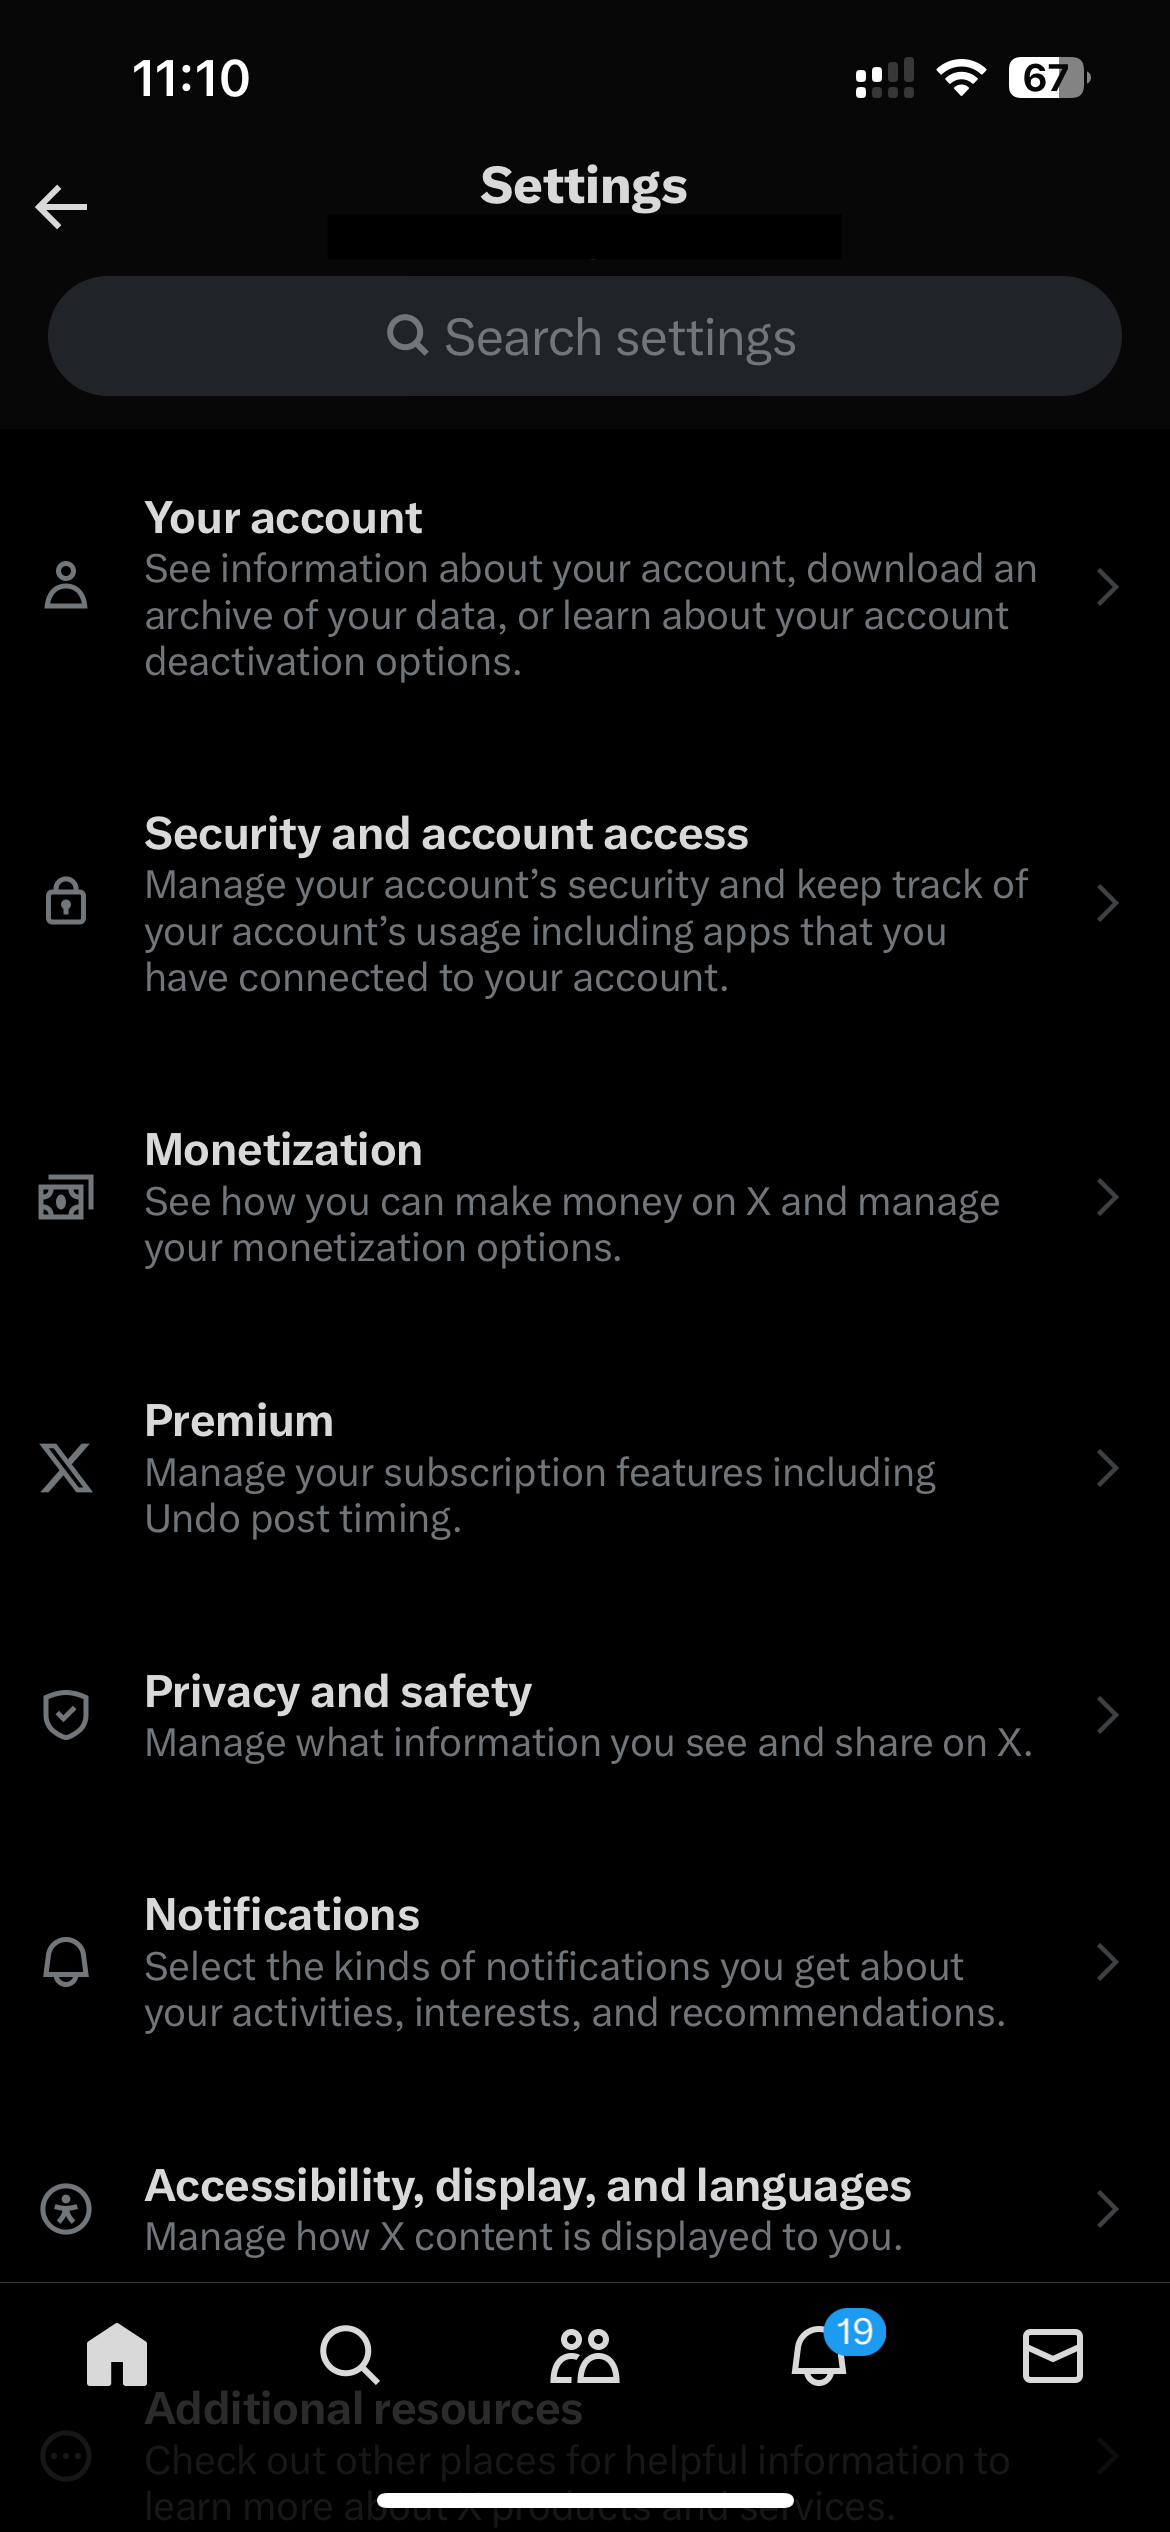 11:10
67
Settings
Search settings
Your account
See information about your account, download an
archive of your data, or learn about your account
deactivation options.
Security and account access
Manage your account’s security and keep track of
your account’s usage including apps that you
have connected to your account.
Monetization
See how you can make money on X and manage
your monetization options.
Premium
Manage your subscription features including
Undo post timing.
Privacy and safety
Manage what information you see and share on X.
Notifications
Select the kinds of notifications you get about
your activities, interests, and recommendations.
Accessibility, display, and languages
Manage how X content is displayed to you.
19
Additional resources
Check out other places for helpful information to
learn more about X products and services.